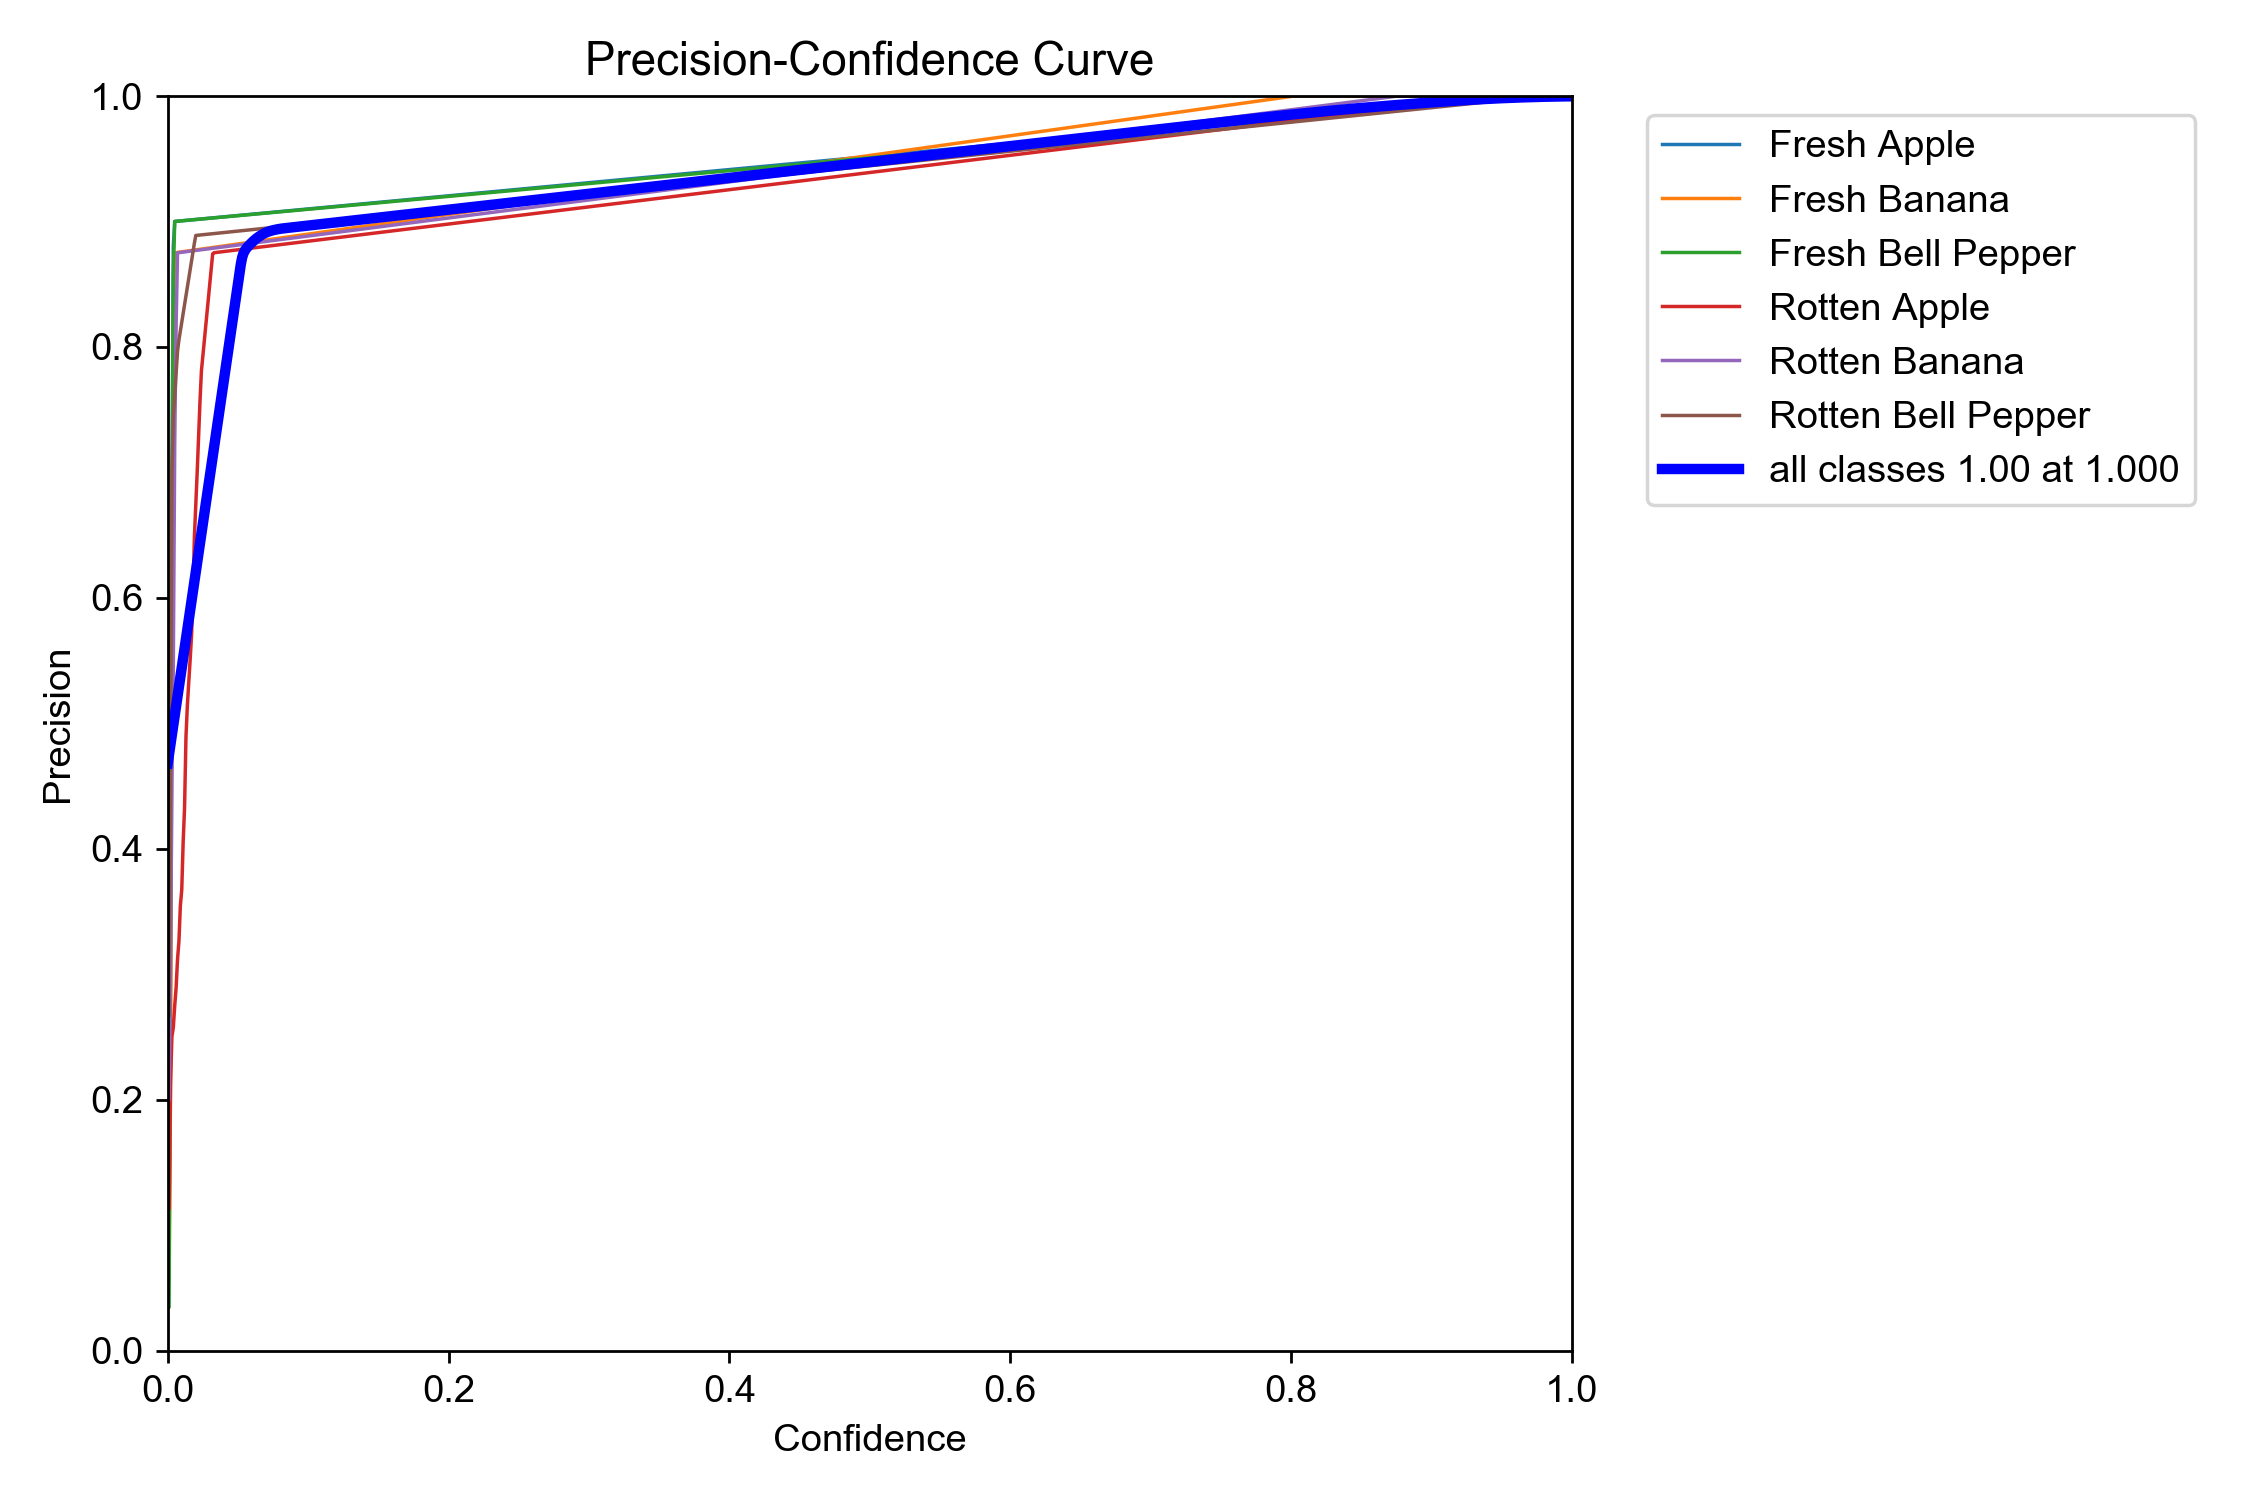 Precision-Confidence Curve
1.0
0.8
0.6
0.4
0.2
0.0
Precision
0.0 0.2 0.4 0.6 0.8 1.0
Confidence
Fresh Apple
Fresh Banana
Fresh Bell Pepper
Rotten Apple
Rotten Banana
Rotten Bell Pepper
all classes 1.00 at 1.000